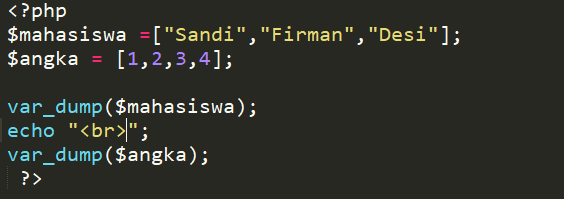 <?php
$mahasiswa =["Sandi","Firman","Desi"];
$angka = [1,2,3,4];
var_dump($mahasiswa);
echo "<br>";
var_dump($angka);
?>